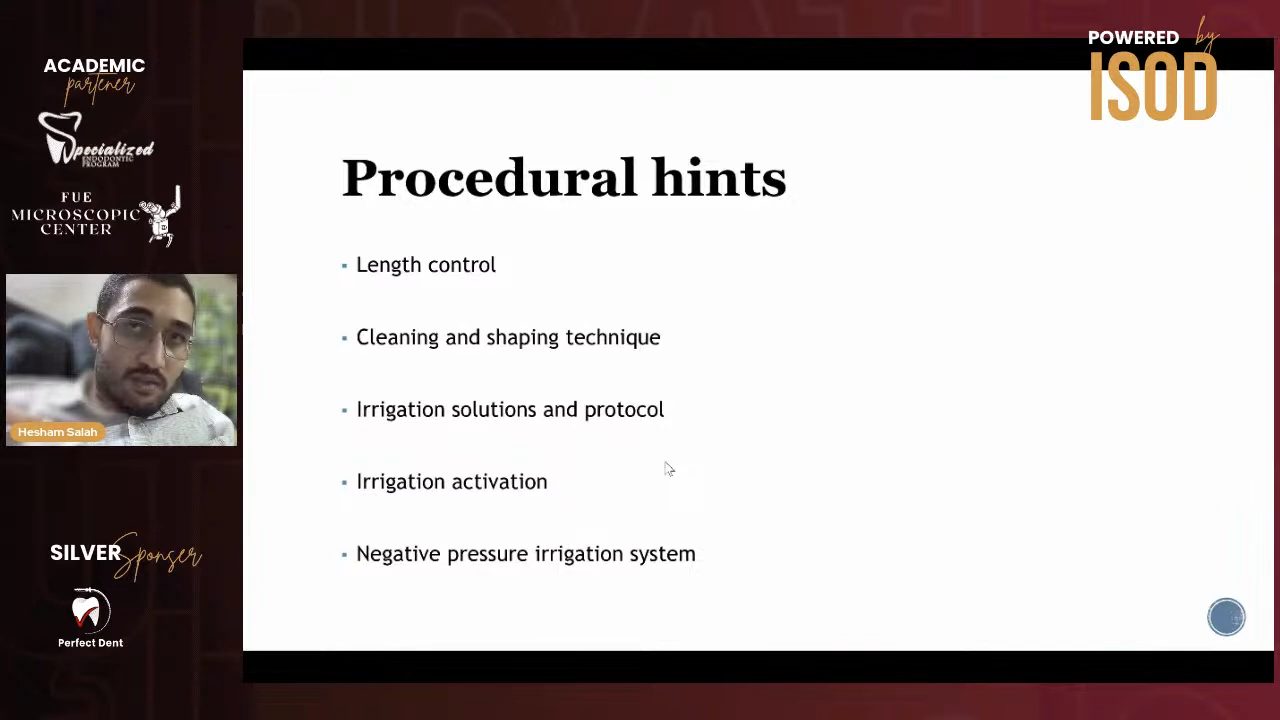 ACADEMIC
partener
Specialized
ENDODONTIC
PROGRAM
FUE
MICROSCOPIC
CENTER
Hesham Salah
SILVER Sponser
Perfect Dent
POWERED by
ISOD
Procedural hints
Length control
Cleaning and shaping technique
Irrigation solutions and protocol
Irrigation activation
Negative pressure irrigation system